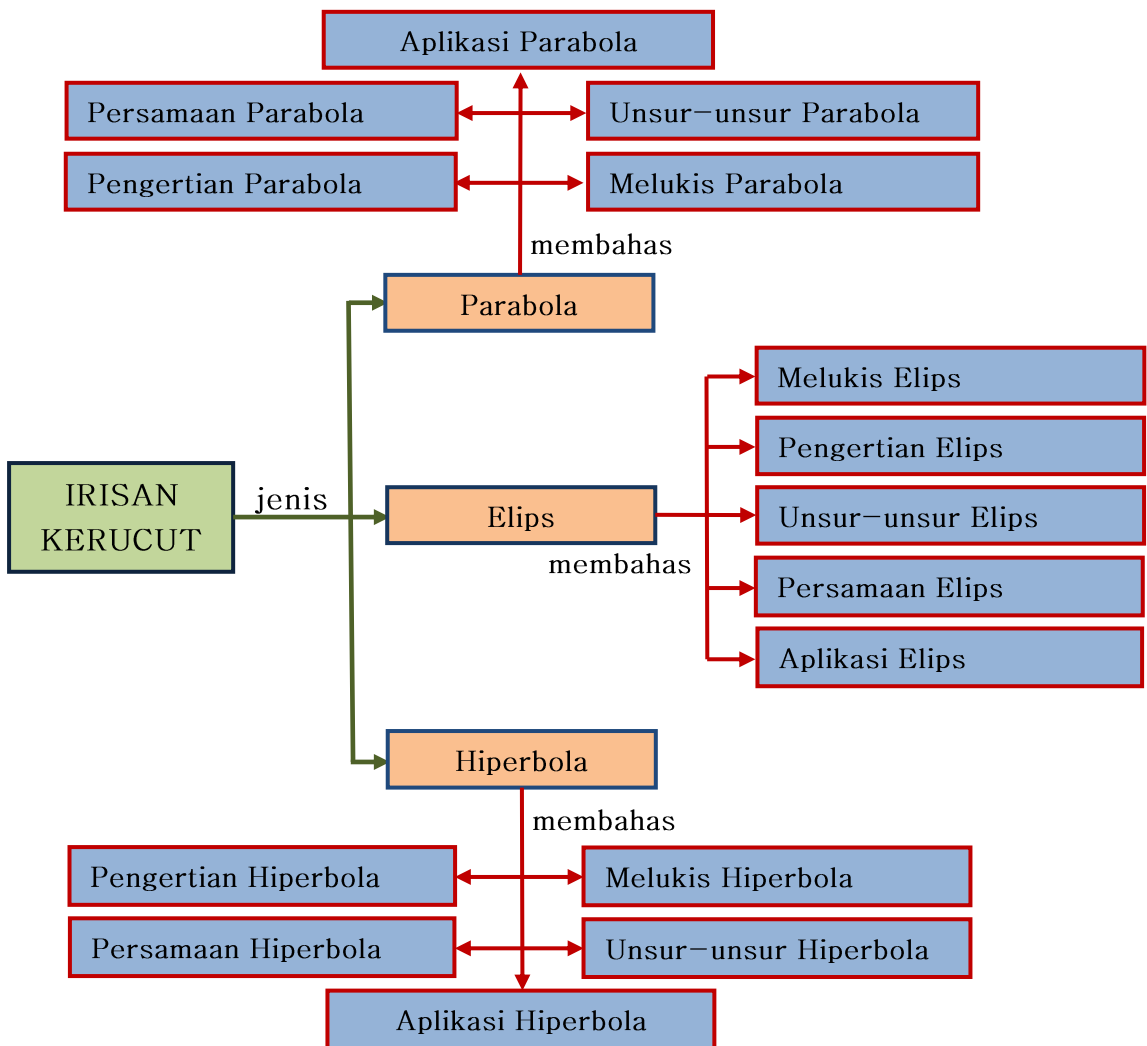 Aplikasi Parabola
Persamaan Parabola
Unsur-unsur Parabola
Pengertian Parabola
Melukis Parabola
membahas
Parabola
Melukis Elips
Pengertian Elips
IRISAN
KERUCUT
jenis
Elips
membahas
Unsur-unsur Elips
Persamaan Elips
Aplikasi Elips
Hiperbola
membahas
Pengertian Hiperbola
Melukis Hiperbola
Persamaan Hiperbola
Unsur-unsur Hiperbola
Aplikasi Hiperbola